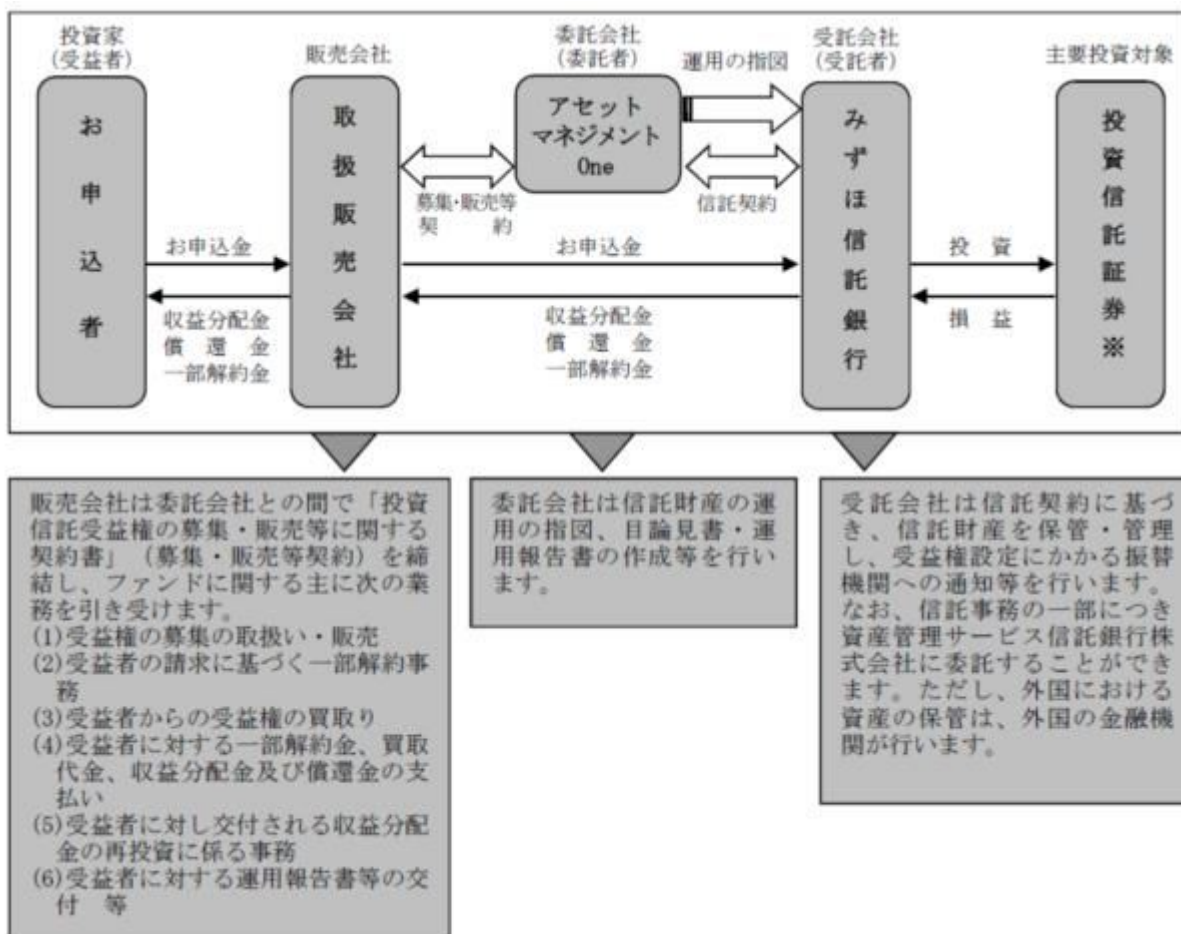 投資家
(受益者)
販売会社
委託会社
(委託者)
運用の指図
受託会社
(受託者)
主要投資対象
お申込者
取扱販売会社
アセット
マネジメント
One
みずほ信託銀行
投資信託証券※
募集・販売等
契　　約
信託契約
お申込金
収益分配金
償　還　金
一部解約金
お申込金
収益分配金
償　還　金
一部解約金
投　資
損　益
販売会社は委託会社との間で「投資
信託受益権の募集・販売等に関する
契約書」（募集・販売等契約）を締
結し、ファンドに関する主に次の業
務を引き受けます。
(1)受益権の募集の取扱い・販売
(2)受益者の請求に基づく一部解約事
務
(3)受益者からの受益権の買取り
(4)受益者に対する一部解約金、買取
代金、収益分配金及び償還金の支
払い
(5)受益者に対し交付される収益分配
金の再投資に係る事務
(6)受益者に対する運用報告書等の交
付　等
委託会社は信託財産の運
用の指図、目論見書・運
用報告書の作成等を行い
ます。
受託会社は信託契約に基づ
き、信託財産を保管・管理
し、受益権設定にかかる振替
機関への通知等を行います。
なお、信託事務の一部につき
資産管理サービス信託銀行株
式会社に委託することができ
ます。ただし、外国における
資産の保管は、外国の金融機
関が行います。